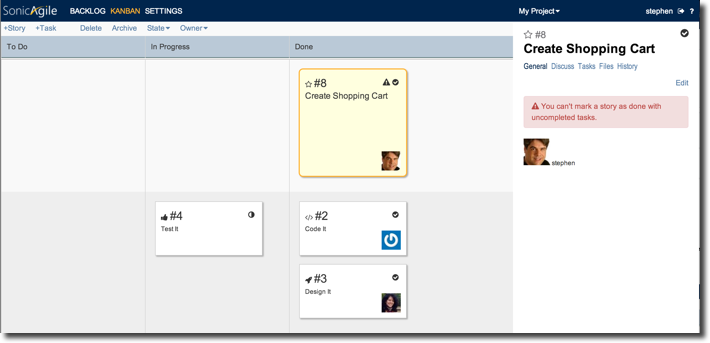 SonicAgile BACKLOG KANBAN SETTINGS My Project stephen ?
+Story +Task Delete Archive State Owner
To Do In Progress Done
#8
Create Shopping Cart
#4
Test It
#2
Code It
#3
Design It
#8
Create Shopping Cart
General Discuss Tasks Files History
Edit
You can't mark a story as done with
uncompleted tasks.
stephen